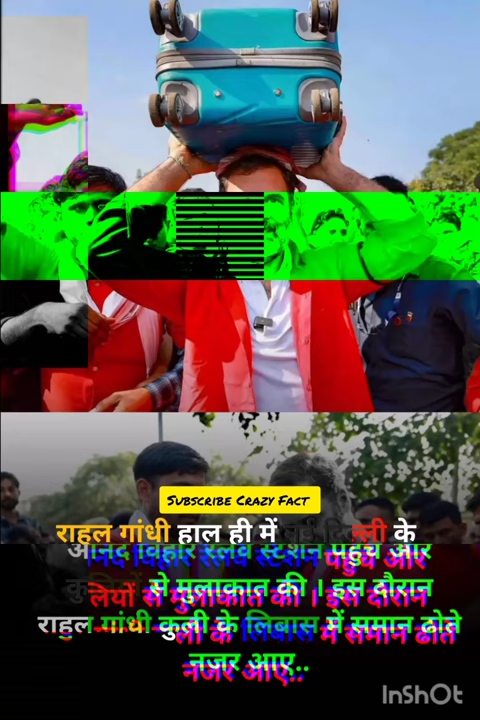 Subscribe Crazy Fact
राहुल गांधी हाल ही में के
आनंद विहार रेलवे स्टेशन पहुंचे और
से मुलाकात की । इस दौरान
राहुल गांधी कुली के लिबास में समान ढोते
नजर आए..
InShOt